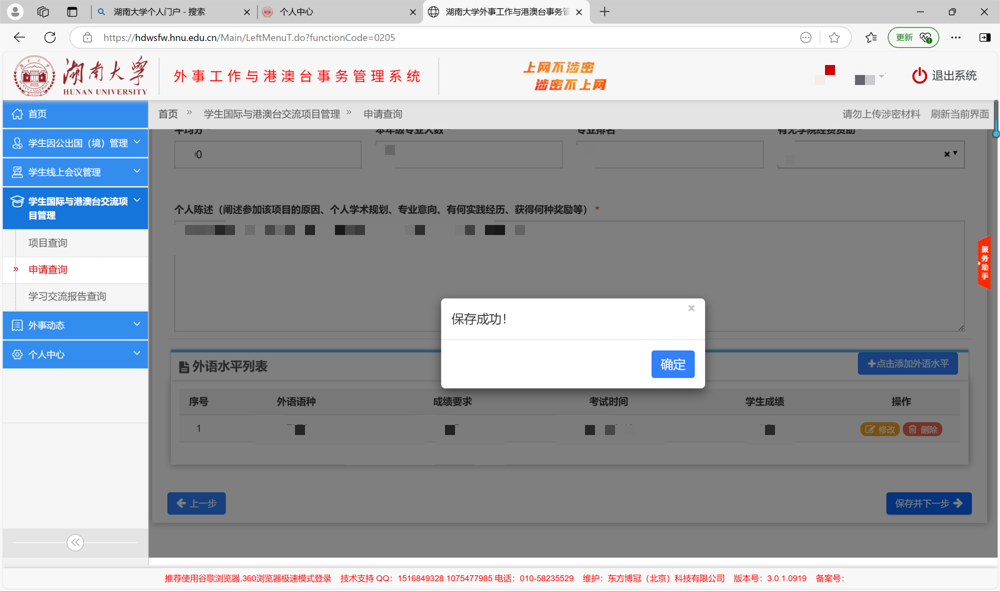 湖南大学个人门户 - 搜索
个人中心
湖南大学外事工作与港澳台事务管
https://hdwsfw.hnu.edu.cn/Main/LeftMenuT.do?functionCode=0205
更新
湖南大学
HUNAN UNIVERSITY
外事工作与港澳台事务管理系统
上网不涉密
涉密不上网
退出系统
首页
学生因公出国（境）管理
学生线上会议管理
学生国际与港澳台交流项
目管理
项目查询
» 申请查询
学习交流报告查询
外事动态
个人中心
首页 » 学生国际与港澳台交流项目管理 » 申请查询
请勿上传涉密材料 刷新当前界面
平均分 * 本年级专业人数 * 专业排名 * 有无学院经费资助 *
个人陈述（阐述参加该项目的原因、个人学术规划、专业意向、有何实践经历、获得何种奖励等） *
服务助手
保存成功！
确定
外语水平列表
点击添加外语水平
序号 外语语种 成绩要求 考试时间 学生成绩 操作
1 修改 删除
上一步
保存并下一步
推荐使用谷歌浏览器,360浏览器极速模式登录 技术支持 QQ：1516849328 1075477985 电话：010-58235529 维护：东方博冠（北京）科技有限公司 版本号：3.0.1.0919 备案号：